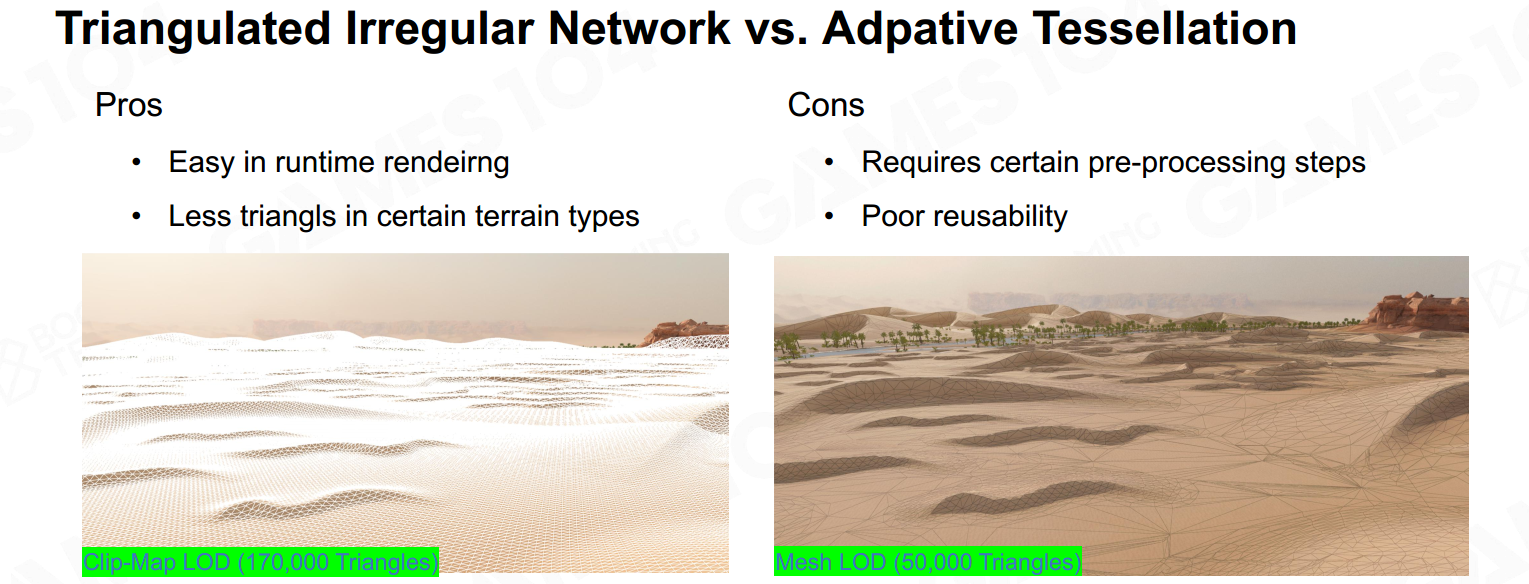 Triangulated Irregular Network vs. Adpative Tessellation
Pros
• Easy in runtime rendeirng
• Less triangls in certain terrain types
Cons
• Requires certain pre-processing steps
• Poor reusability
Clip-Map LOD (170,000 Triangles)
Mesh LOD (50,000 Triangles)
GAMES104